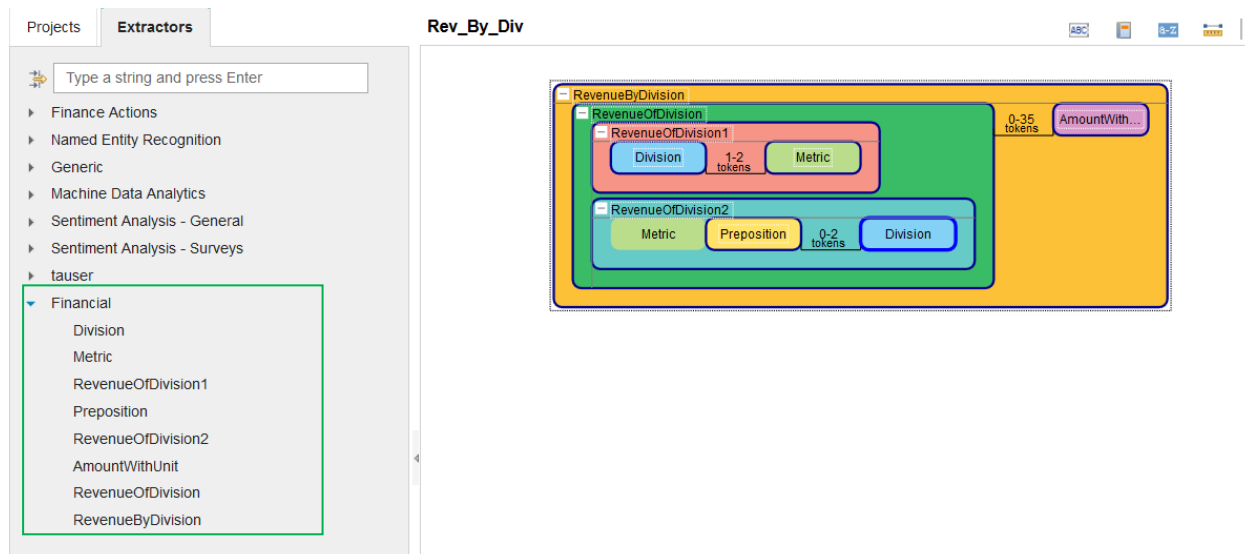 Projects
Extractors
Type a string and press Enter
Finance Actions
Named Entity Recognition
Generic
Machine Data Analytics
Sentiment Analysis - General
Sentiment Analysis - Surveys
tauser
Financial
Division
Metric
RevenueOfDivision1
Preposition
RevenueOfDivision2
AmountWithUnit
RevenueOfDivision
RevenueByDivision
Rev_By_Div
ABC
a-z
RevenueByDivision
RevenueOfDivision
RevenueOfDivision1
Division
1-2
tokens
Metric
0-35
tokens
AmountWith...
RevenueOfDivision2
Metric
Preposition
0-2
tokens
Division